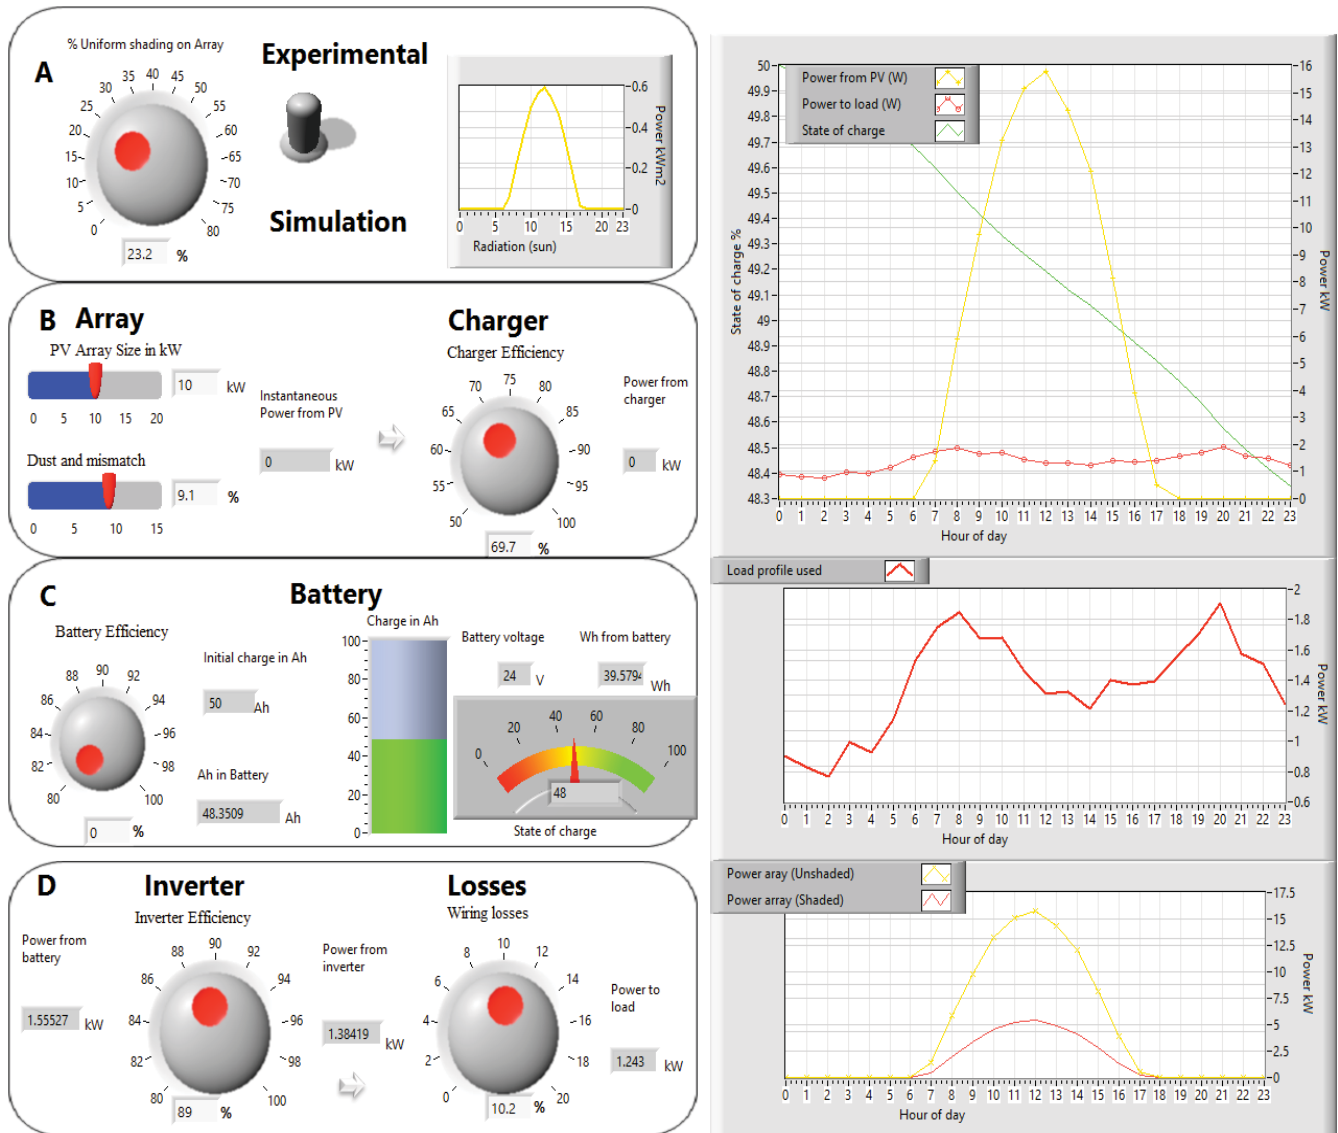 A
% Uniform shading on Array
0
5
10
15
20
25
30
35
40
45
50
55
60
65
70
75
80
23.2 %
Experimental
Simulation
0.6
0.4
0.2
0
Power kWm2
0 5 10 15 20 23
Radiation (sun)
B Array
PV Array Size in kW
10 kW
0 5 10 15 20
Dust and mismatch
9.1 %
0 5 10 15
Instantaneous
Power from PV
0 kW
Charger
Charger Efficiency
50
55
60
65
70
75
80
85
90
95
100
69.7 %
Power from
charger
0 kW
C
Battery
Battery Efficiency
80
82
84
86
88
90
92
94
96
98
100
0 %
Initial charge in Ah
50 Ah
Ah in Battery
48.3509 Ah
Charge in Ah
100
80
60
40
20
0
Battery voltage
24 V
Wh from battery
39.579 Wh
0 20 40 60 80 100
48
State of charge
D
Inverter
Inverter Efficiency
Power from
battery
1.55527 kW
80
82
84
86
88
90
92
94
96
98
100
89 %
Power from
inverter
1.38419 kW
Losses
Wiring losses
0
2
4
6
8
10
12
14
16
18
20
10.2 %
Power to
load
1.243 kW
Power from PV (W)
Power to load (W)
State of charge
State of charge %
50
49.9
49.8
49.7
49.6
49.5
49.4
49.3
49.2
49.1
49
48.9
48.8
48.7
48.6
48.5
48.4
48.3
16
15
14
13
12
11
10
9
8
7
6
5
4
3
2
1
0
Power kW
0 1 2 3 4 5 6 7 8 9 10 11 12 13 14 15 16 17 18 19 20 21 22 23
Hour of day
Load profile used
2
1.8
1.6
1.4
1.2
1
0.8
0.6
Power kW
0 1 2 3 4 5 6 7 8 9 10 11 12 13 14 15 16 17 18 19 20 21 22 23
Hour of day
Power aray (Unshaded)
Power array (Shaded)
17.5
15
12.5
10
7.5
5
2.5
0
Power kW
0 1 2 3 4 5 6 7 8 9 10 11 12 13 14 15 16 17 18 19 20 21 22 23
Hour of day